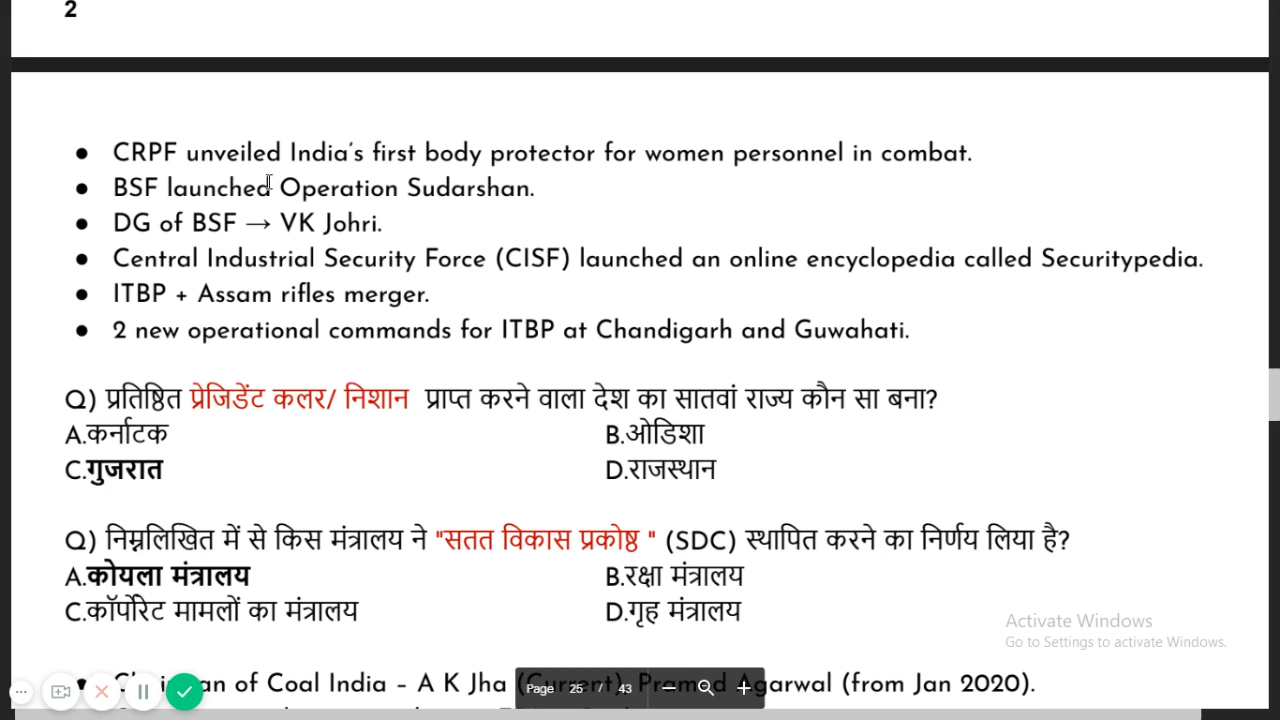 2
● CRPF unveiled India's first body protector for women personnel in combat.
● BSF launched Operation Sudarshan.
● DG of BSF → VK Johri.
● Central Industrial Security Force (CISF) launched an online encyclopedia called Securitypedia.
● ITBP + Assam rifles merger.
● 2 new operational commands for ITBP at Chandigarh and Guwahati.
Q) प्रतिष्ठित प्रेजिडेंट कलर/ निशान प्राप्त करने वाला देश का सातवां राज्य कौन सा बना?
A.कर्नाटक B.ओडिशा
C.गुजरात D.राजस्थान
Q) निम्नलिखित में से किस मंत्रालय ने "सतत विकास प्रकोष्ठ " (SDC) स्थापित करने का निर्णय लिया है?
A.कोयला मंत्रालय B.रक्षा मंत्रालय
C.कॉर्पोरेट मामलों का मंत्रालय D.गृह मंत्रालय
Activate Windows
Go to Settings to activate Windows.
of Coal India – A K Jha (Current), Pramod Agarwal (from Jan 2020).
Page 25 / 43